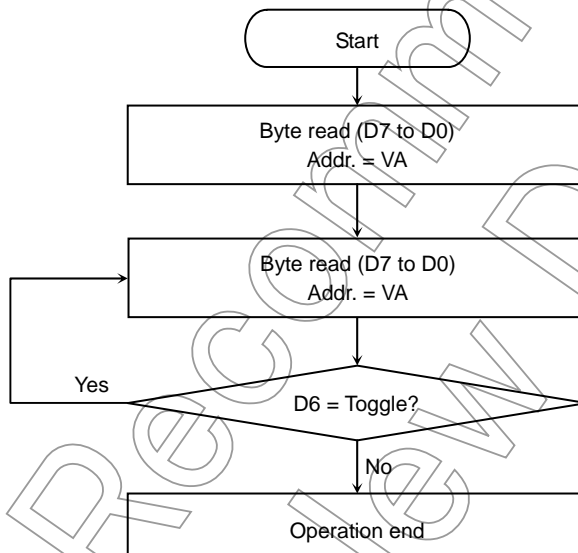 Start
Byte read (D7 to D0)
Addr. = VA
Byte read (D7 to D0)
Addr. = VA
Yes
D6 = Toggle?
No
Operation end